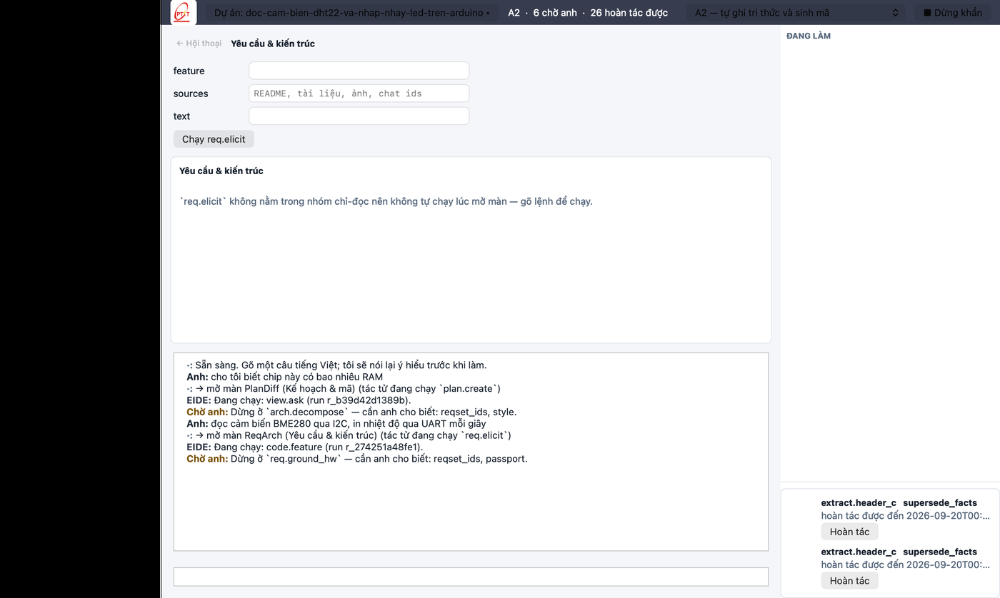 PTIT
Dự án: doc-cam-bien-dht22-va-nhap-nhay-led-tren-arduino ▾
A2 · 6 chờ anh · 26 hoàn tác được
A2 — tự ghi tri thức và sinh mã
■ Dừng khẩn
← Hội thoại Yêu cầu & kiến trúc
feature
sources README, tài liệu, ảnh, chat ids
text
Chạy req.elicit
Yêu cầu & kiến trúc
`req.elicit` không nằm trong nhóm chỉ-đọc nên không tự chạy lúc mở màn — gõ lệnh để chạy.
·: Sẵn sàng. Gõ một câu tiếng Việt; tôi sẽ nói lại ý hiểu trước khi làm.
Anh: cho tôi biết chip này có bao nhiêu RAM
·: → mở màn PlanDiff (Kế hoạch & mã) (tác tử đang chạy `plan.create`)
EIDE: Đang chạy: view.ask (run r_b39d42d1389b).
Chờ anh: Dừng ở `arch.decompose` — cần anh cho biết: reqset_ids, style.
Anh: đọc cảm biến BME280 qua I2C, in nhiệt độ qua UART mỗi giây
·: → mở màn ReqArch (Yêu cầu & kiến trúc) (tác tử đang chạy `req.elicit`)
EIDE: Đang chạy: code.feature (run r_274251a48fe1).
Chờ anh: Dừng ở `req.ground_hw` — cần anh cho biết: reqset_ids, passport.
ĐANG LÀM
extract.header_c supersede_facts
hoàn tác được đến 2026-09-20T00:...
Hoàn tác
extract.header_c supersede_facts
hoàn tác được đến 2026-09-20T00:...
Hoàn tác